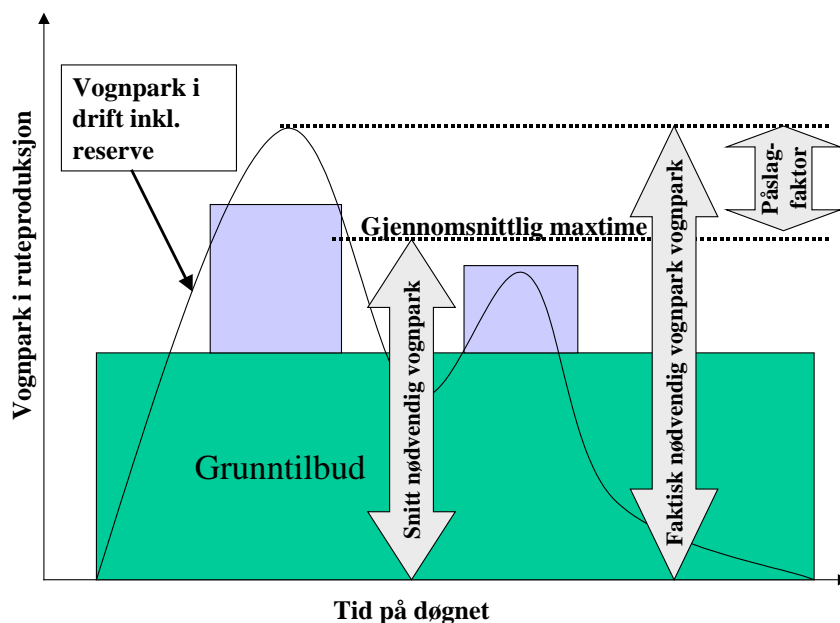 Vognpark i
drift inkl.
reserve
Vognpark i ruteproduksjon
Påslag-
faktor
Gjennomsnittlig maxtime
Snitt nødvendig vognpark
Faktisk nødvendig vognpark vognpark
Grunntilbud
Tid på døgnet